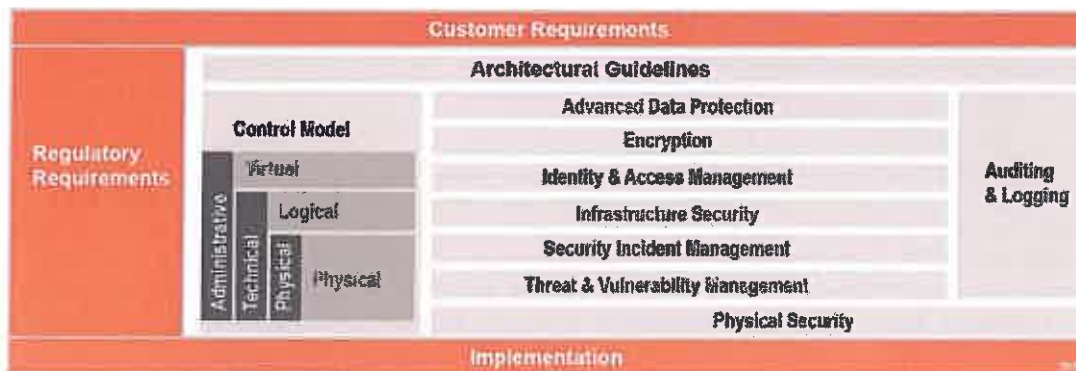 Customer Requirements
Architectural Guidelines
Regulatory
Requirements
Control Model
Virtual
Logical
Physical
Administrative
Technical
Physical
Advanced Data Protection
Encryption
Identity & Access Management
Infrastructure Security
Security Incident Management
Threat & Vulnerability Management
Physical Security
Auditing
& Logging
Implementation